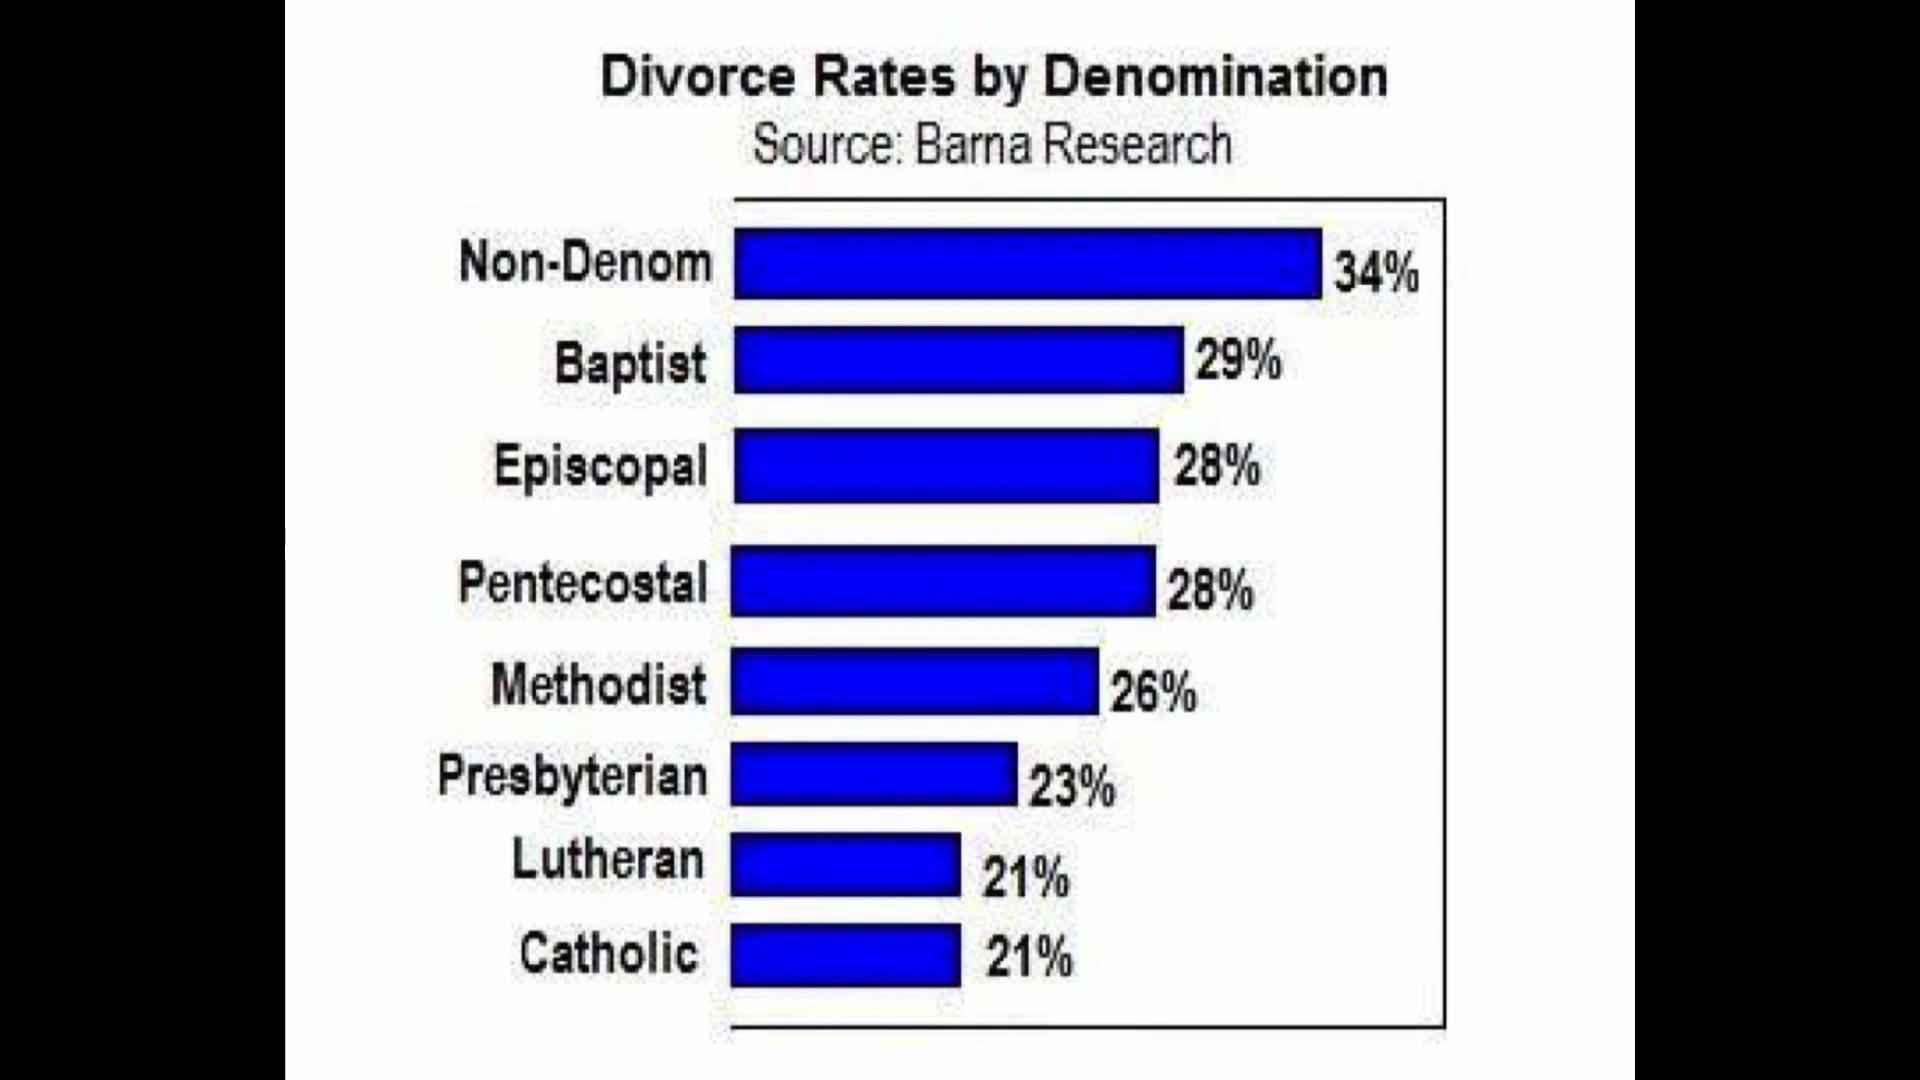 Divorce Rates by Denomination
Source: Barna Research
Non-Denom 34%
Baptist 29%
Episcopal 28%
Pentecostal 28%
Methodist 26%
Presbyterian 23%
Lutheran 21%
Catholic 21%